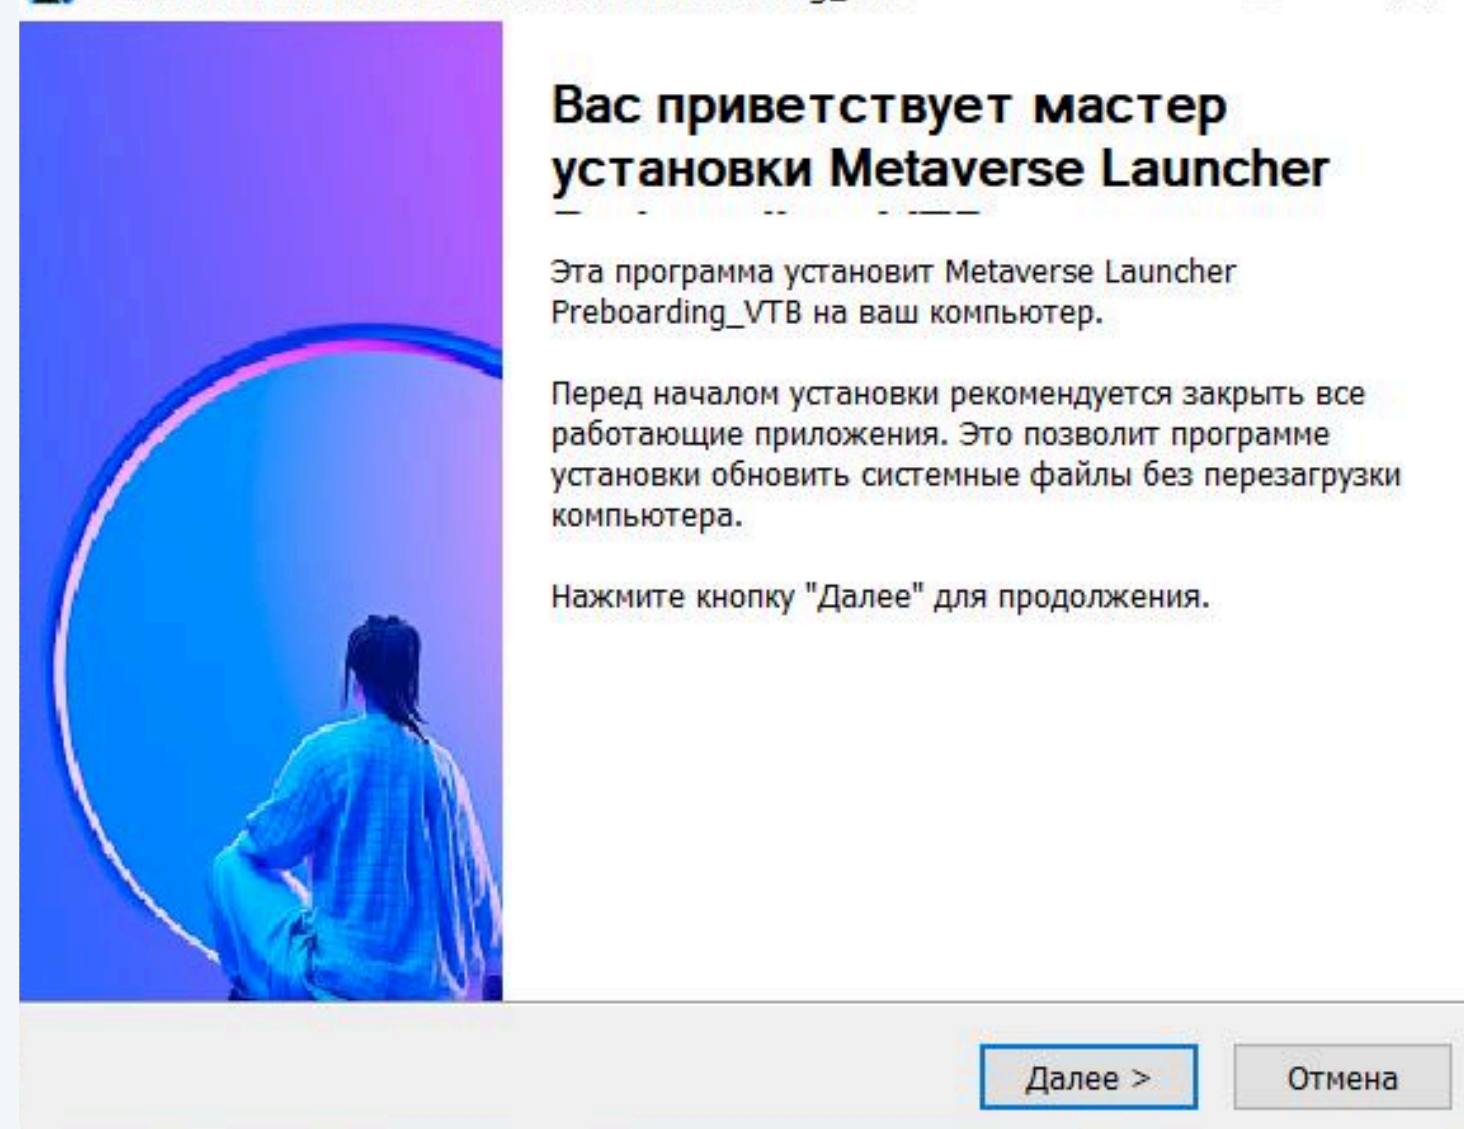 Вас приветствует мастер
установки Metaverse Launcher
Эта программа установит Metaverse Launcher
Preboarding_VTB на ваш компьютер.
Перед началом установки рекомендуется закрыть все
работающие приложения. Это позволит программе
установки обновить системные файлы без перезагрузки
компьютера.
Нажмите кнопку "Далее" для продолжения.
Далее >
Отмена